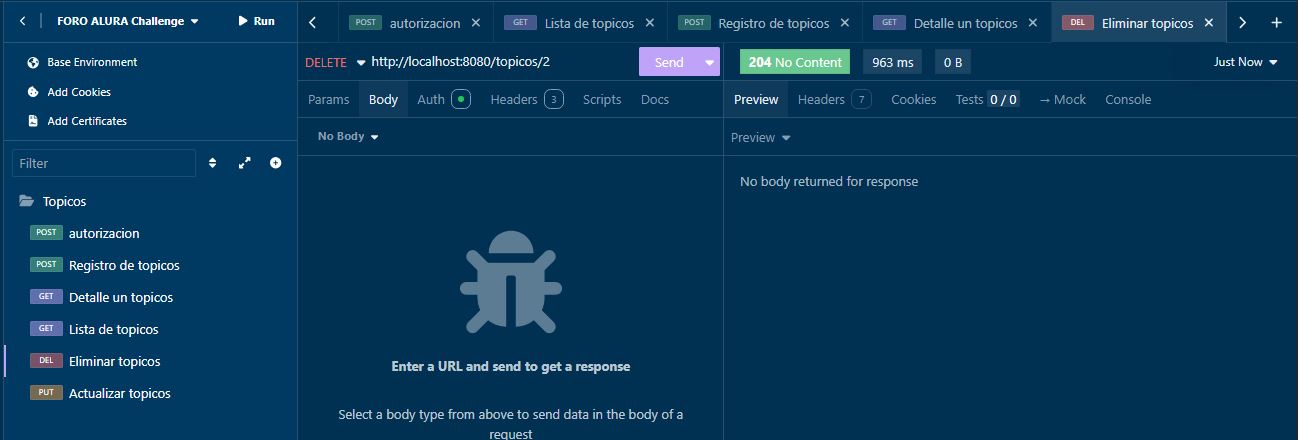 FORO ALURA Challenge
Run
Base Environment
Add Cookies
Add Certificates
Filter
Topicos
POST autorizacion
POST Registro de topicos
GET Detalle un topicos
GET Lista de topicos
DEL Eliminar topicos
PUT Actualizar topicos
POST autorizacion
GET Lista de topicos
POST Registro de topicos
GET Detalle un topicos
DEL Eliminar topicos
DELETE http://localhost:8080/topicos/2 Send
Params Body Auth Headers 3 Scripts Docs
No Body
Enter a URL and send to get a response
Select a body type from above to send data in the body of a
request
204 No Content 963 ms 0 B Just Now
Preview Headers 7 Cookies Tests 0 / 0 → Mock Console
Preview
No body returned for response